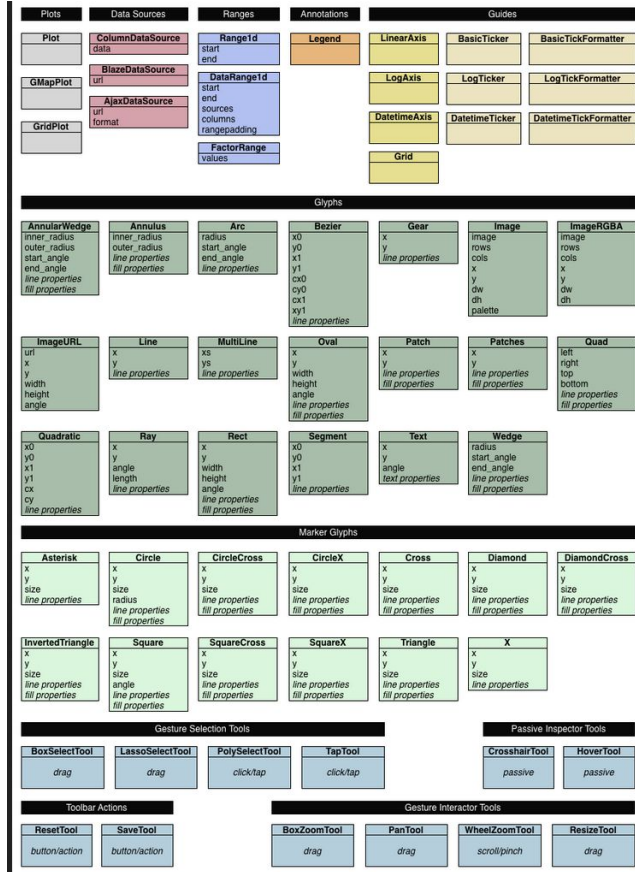 Plots
Data Sources
Ranges
Annotations
Guides
Plot
GMapPlot
GridPlot
ColumnDataSource
data
BlazeDataSource
url
AjaxDataSource
url
format
Range1d
start
end
DataRange1d
start
end
sources
columns
rangepadding
FactorRange
values
Legend
LinearAxis
BasicTicker
BasicTickFormatter
LogAxis
LogTicker
LogTickFormatter
DatetimeAxis
DatetimeTicker
DatetimeTickFormatter
Grid
Glyphs
AnnularWedge
inner_radius
outer_radius
start_angle
end_angle
line properties
fill properties
Annulus
inner_radius
outer_radius
line properties
fill properties
Arc
radius
start_angle
end_angle
line properties
Bezier
x0
y0
x1
y1
cx0
cy0
cx1
xy1
line properties
Gear
x
y
line properties
Image
image
rows
cols
x
y
dw
dh
palette
ImageRGBA
image
rows
cols
x
y
dw
dh
ImageURL
url
x
y
width
height
angle
Line
x
y
line properties
MultiLine
xs
ys
line properties
Oval
x
y
width
height
angle
line properties
fill properties
Patch
x
y
line properties
fill properties
Patches
x
y
line properties
fill properties
Quad
left
right
top
bottom
line properties
fill properties
Quadratic
x0
y0
x1
y1
cx
cy
line properties
Ray
x
y
angle
length
line properties
Rect
x
y
width
height
angle
line properties
fill properties
Segment
x0
y0
x1
y1
line properties
Text
x
y
angle
text properties
Wedge
radius
start_angle
end_angle
line properties
fill properties
Marker Glyphs
Asterisk
x
y
size
line properties
Circle
x
y
size
radius
line properties
fill properties
CircleCross
x
y
size
line properties
fill properties
CircleX
x
y
size
line properties
fill properties
Cross
x
y
size
line properties
fill properties
Diamond
x
y
size
line properties
fill properties
DiamondCross
x
y
size
line properties
fill properties
InvertedTriangle
x
y
size
line properties
fill properties
Square
x
y
size
angle
line properties
fill properties
SquareCross
x
y
size
line properties
fill properties
SquareX
x
y
size
line properties
fill properties
Triangle
x
y
size
line properties
fill properties
X
x
y
size
line properties
Gesture Selection Tools
Passive Inspector Tools
BoxSelectTool
drag
LassoSelectTool
drag
PolySelectTool
click/tap
TapTool
click/tap
CrosshairTool
passive
HoverTool
passive
Toolbar Actions
Gesture Interactor Tools
ResetTool
button/action
SaveTool
button/action
BoxZoomTool
drag
PanTool
drag
WheelZoomTool
scroll/pinch
ResizeTool
drag